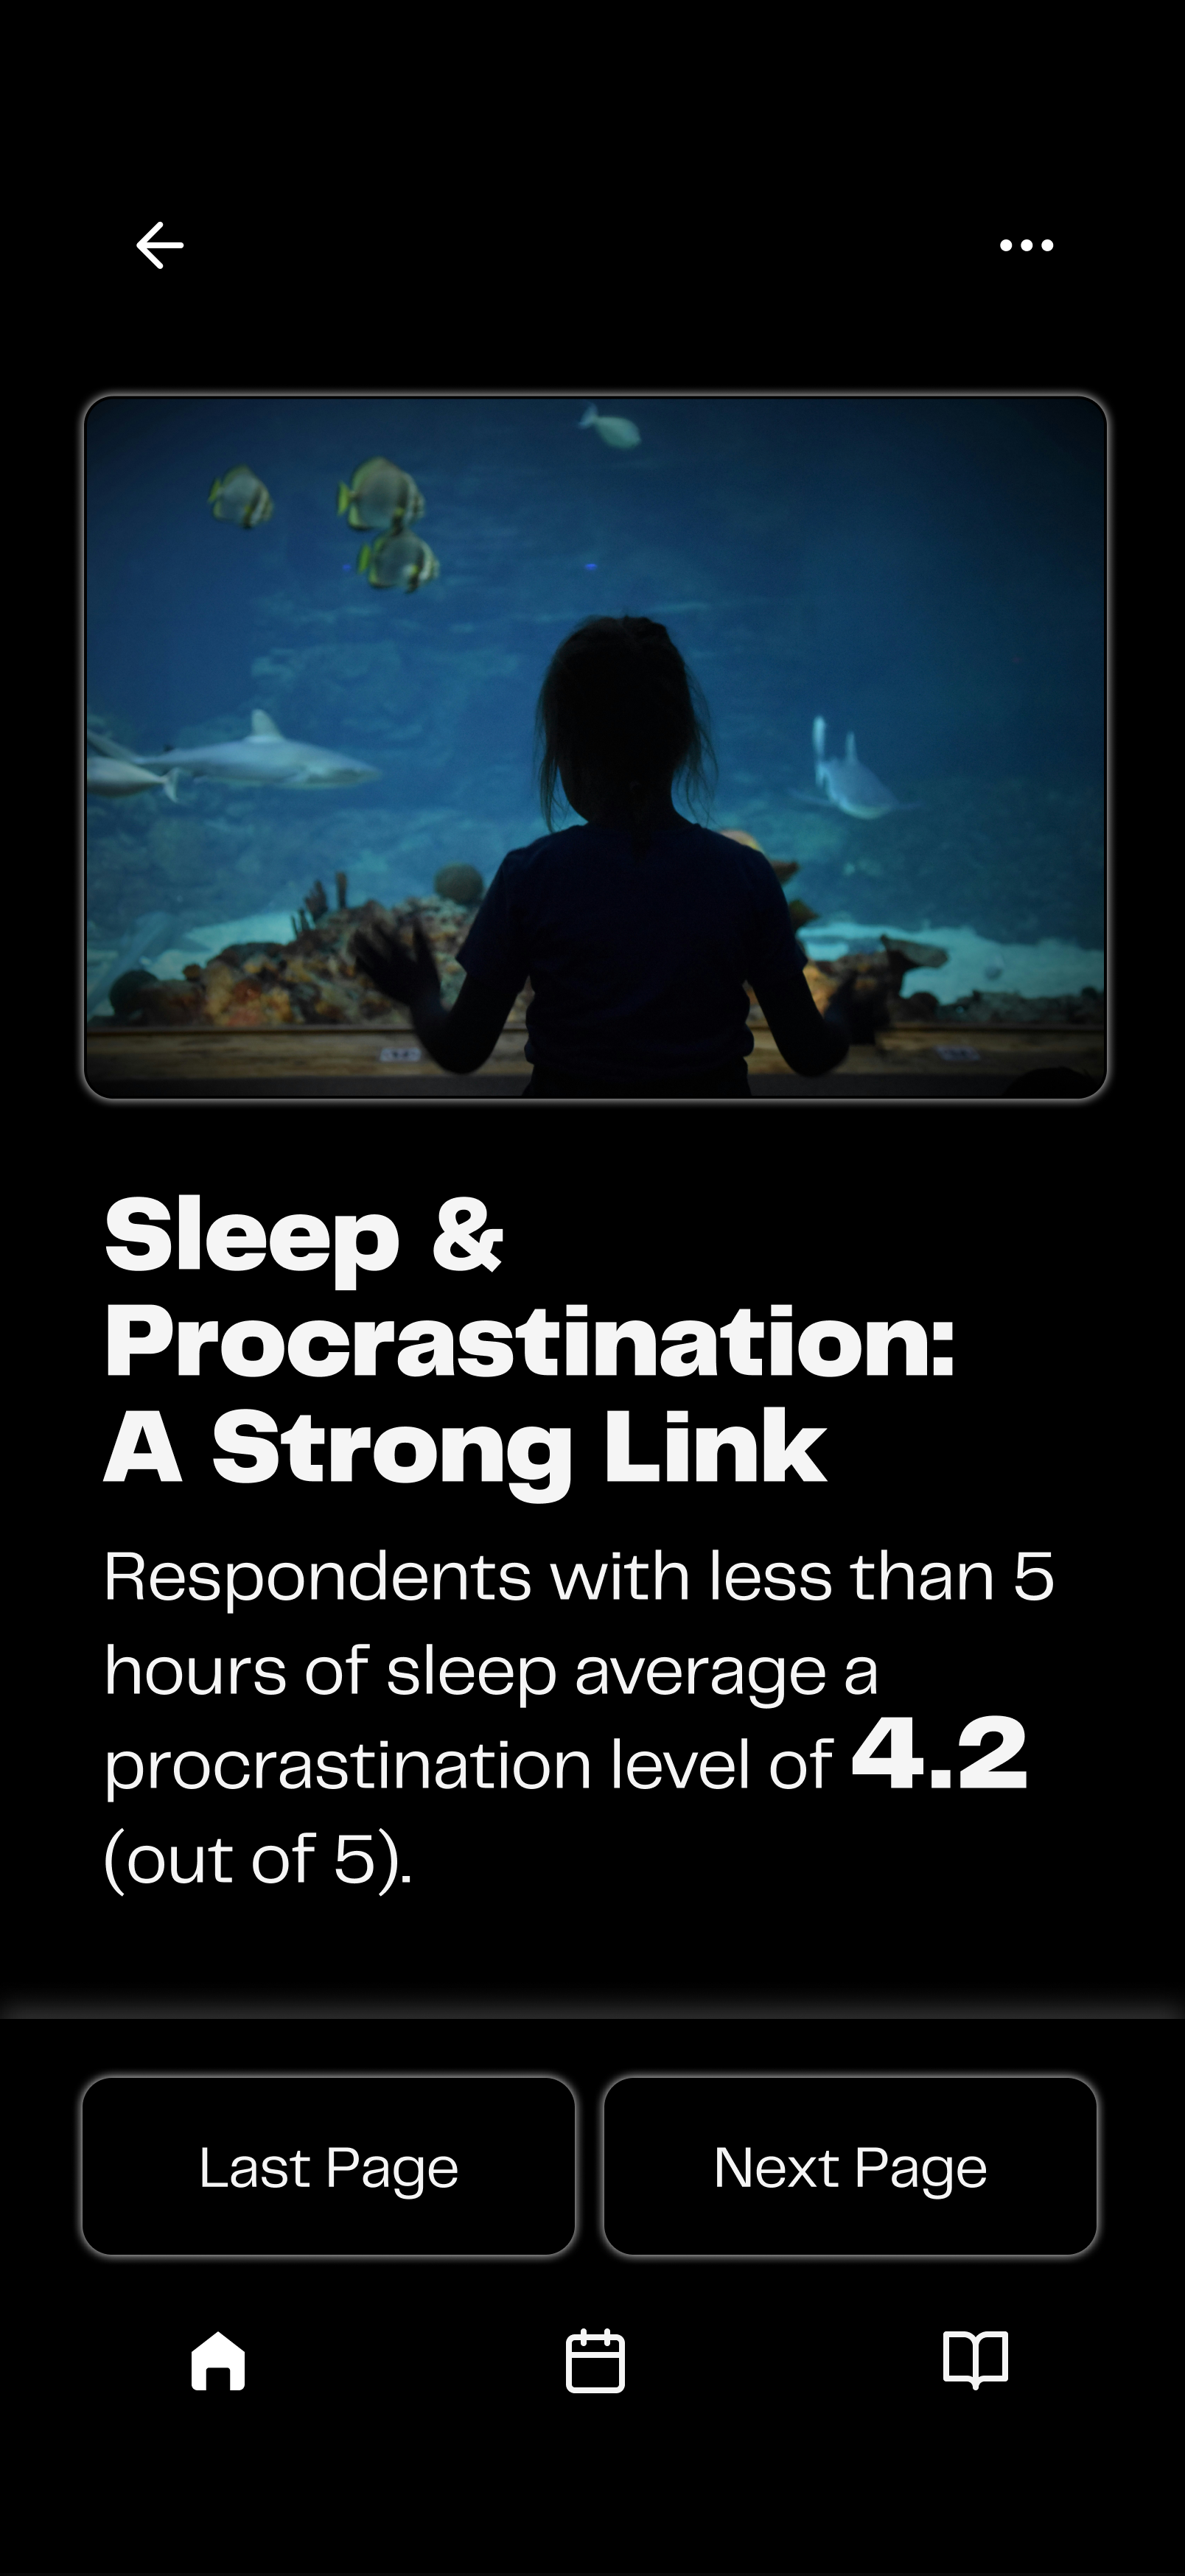 Sleep &
Procrastination:
A Strong Link
Respondents with less than 5
hours of sleep average a
procrastination level of 4.2
(out of 5).
Last Page
Next Page